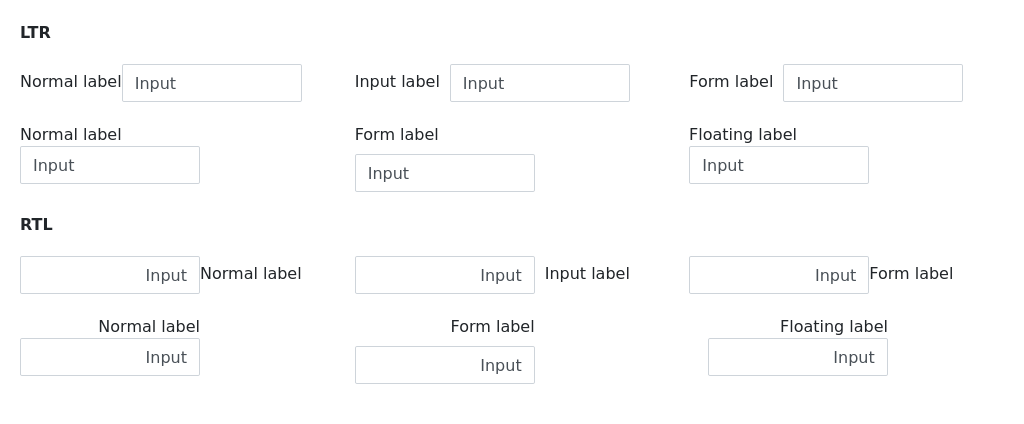 LTR
Normal label Input Input label Input Form label Input
Normal label Form label Floating label
Input Input Input
RTL
Input Normal label Input Input label Input Form label
Normal label Form label Floating label
Input Input Input